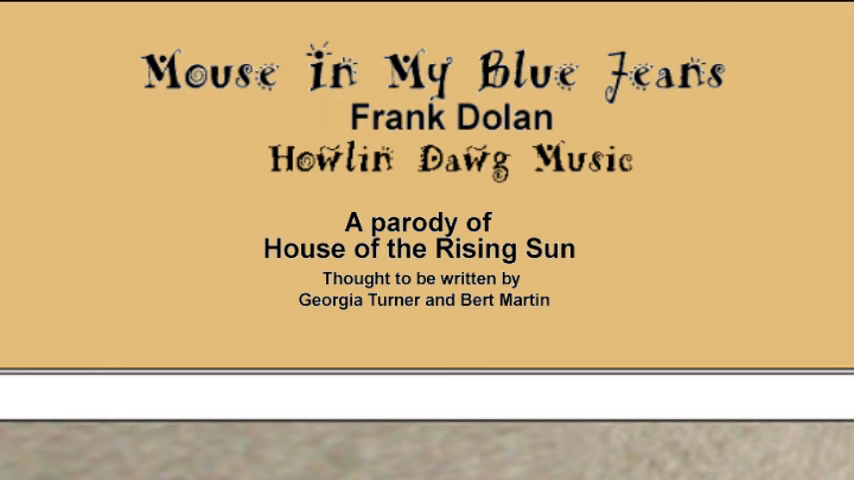 Mouse In My Blue Jeans
Frank Dolan
Howlin Dawg Music
A parody of
House of the Rising Sun
Thought to be written by
Georgia Turner and Bert Martin